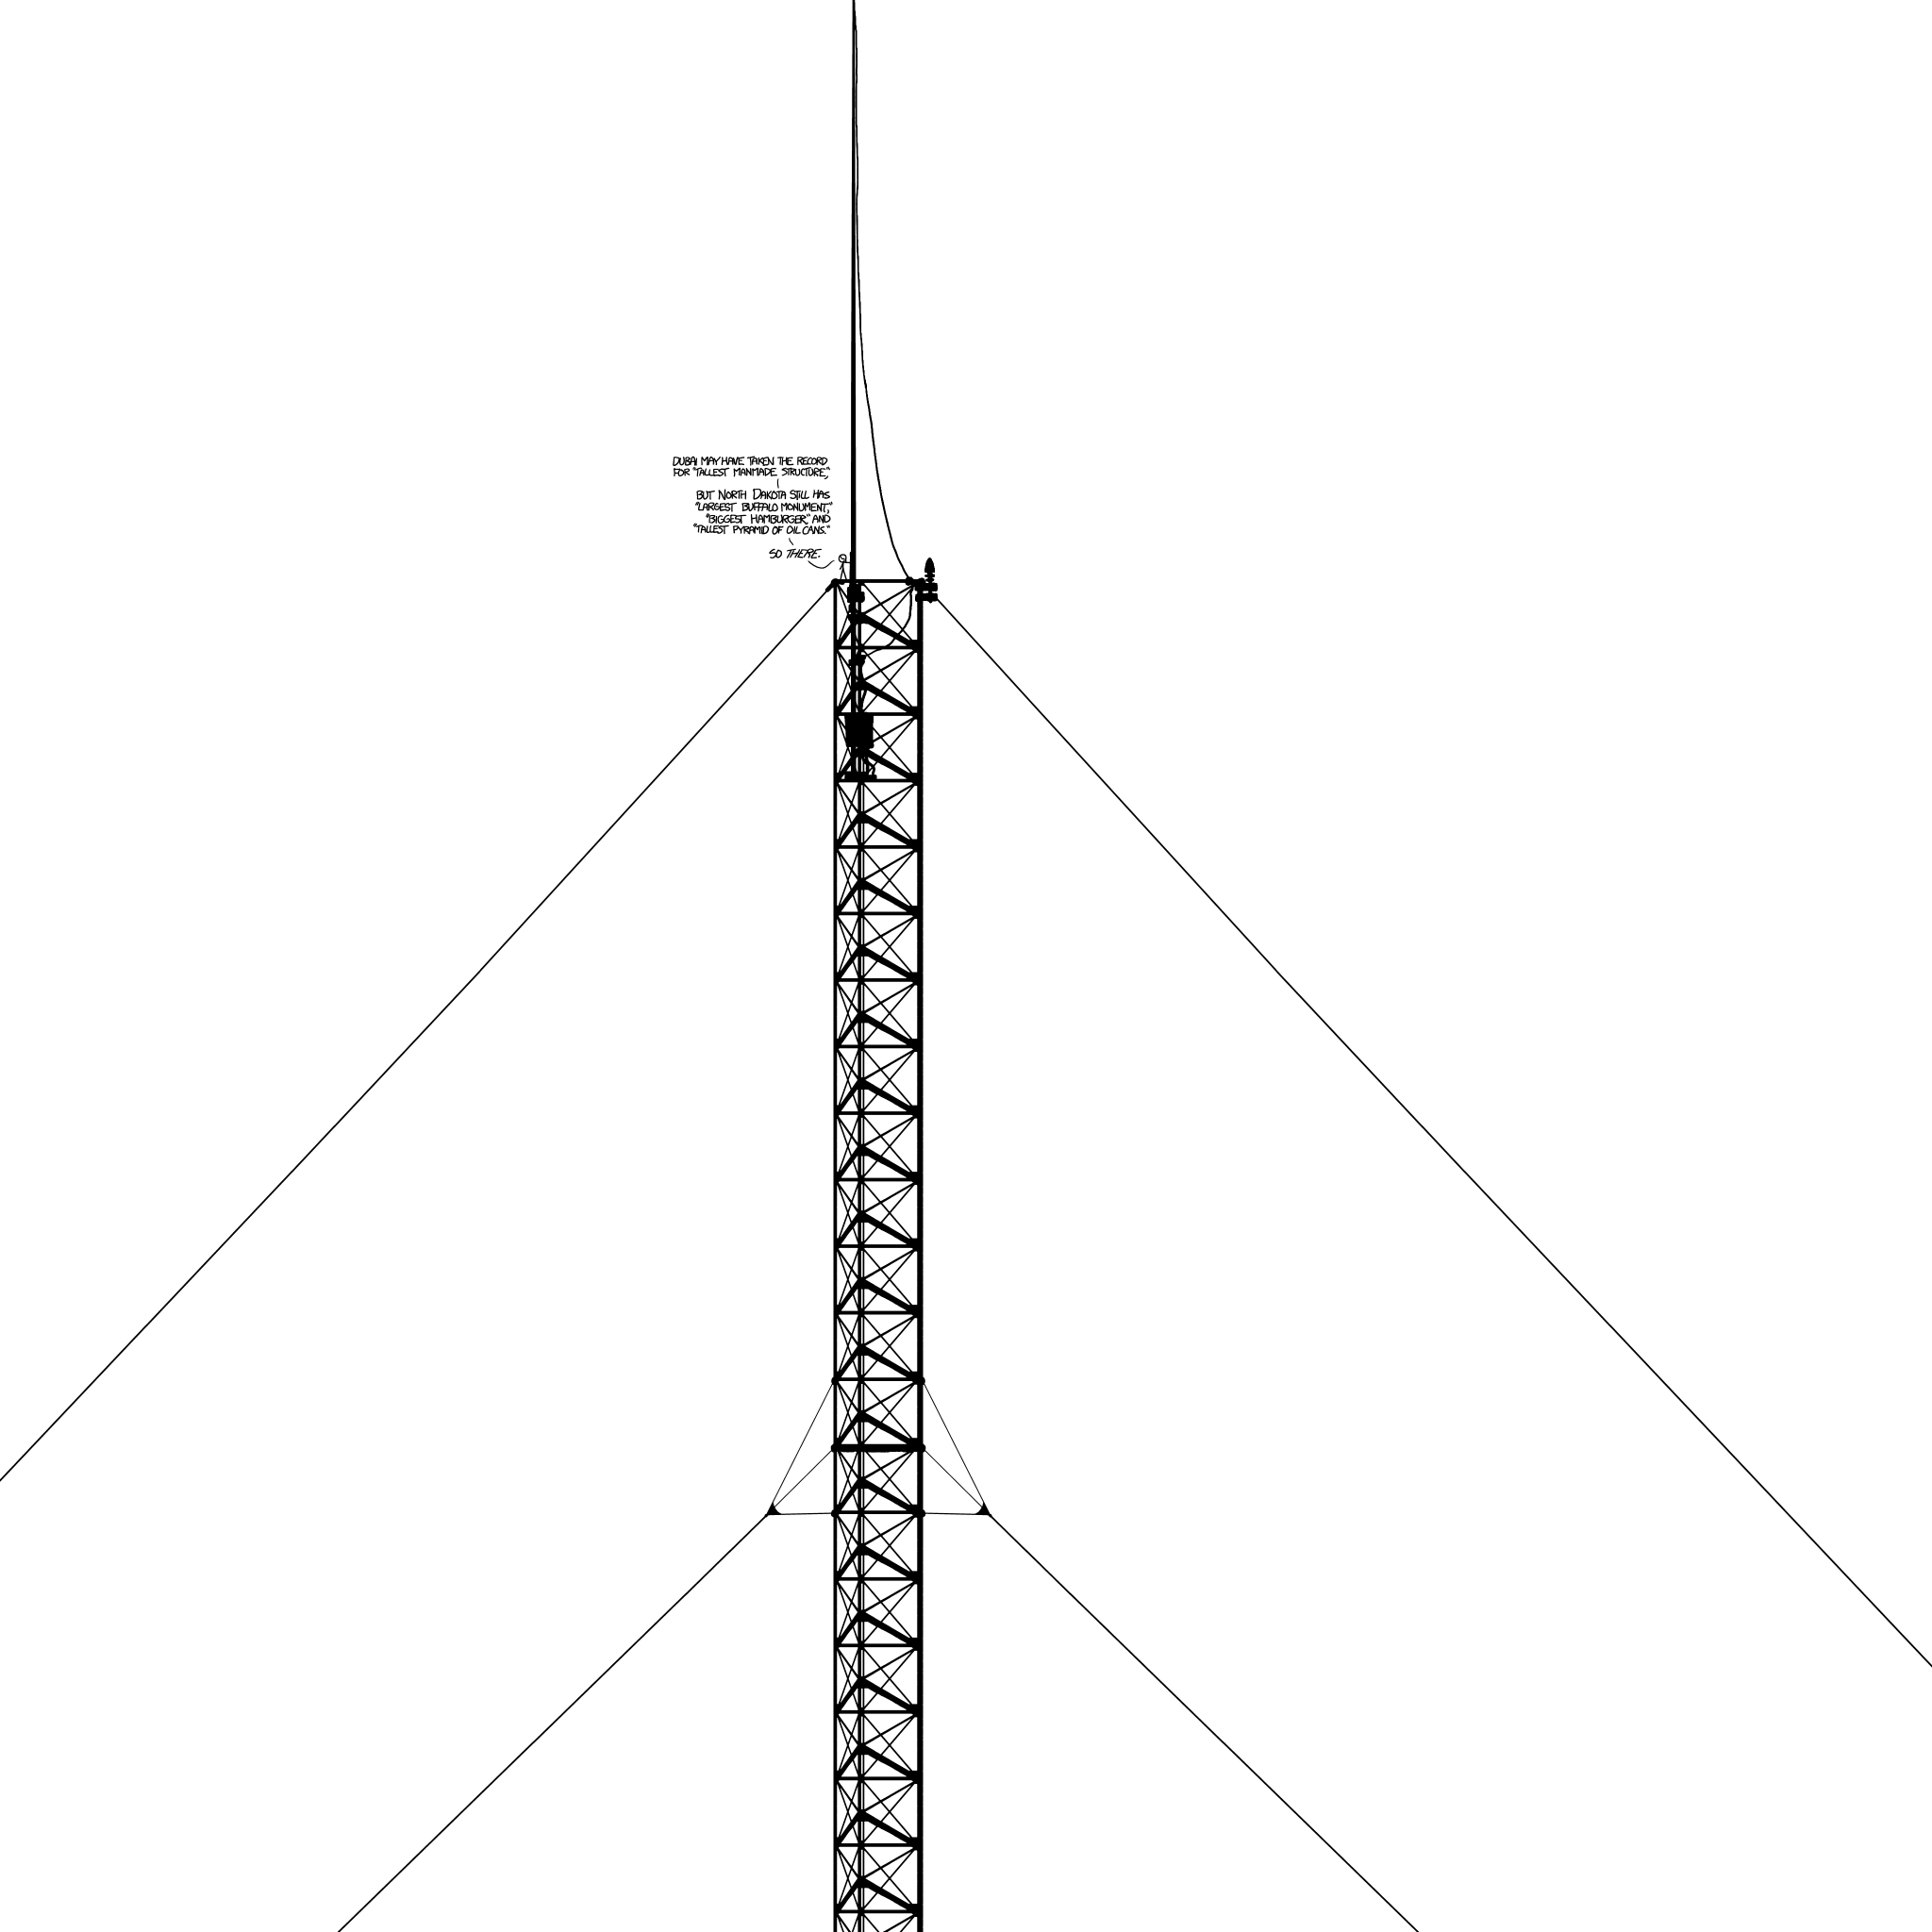 DUBAI MAY HAVE TAKEN THE RECORD
FOR "TALLEST MANMADE STRUCTURE,"
BUT NORTH DAKOTA STILL HAS
"LARGEST BUFFALO MONUMENT,"
"BIGGEST HAMBURGER," AND
"TALLEST PYRAMID OF OIL CANS."
SO THERE.